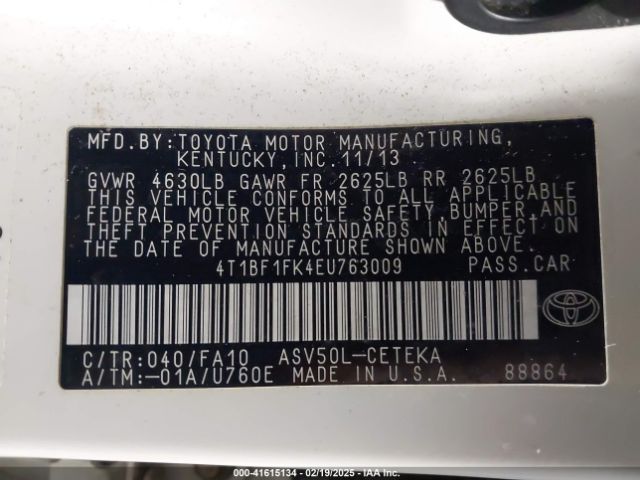 MFD. BY: TOYOTA MOTOR MANUFACTURING,
KENTUCKY, INC. 11/13
GVWR 4630LB GAWR FR 2625LB RR 2625LB
THIS VEHICLE CONFORMS TO ALL APPLICABLE
FEDERAL MOTOR VEHICLE SAFETY, BUMPER, AND
THEFT PREVENTION STANDARDS IN EFFECT ON
THE DATE OF MANUFACTURE SHOWN ABOVE.
4T1BF1FK4EU763009 PASS. CAR
C/TR: 040/FA10 ASV50L-CETEKA
A/TM: -01A/U760E MADE IN U.S.A. 88864
000-41615134 - 02/19/2025 - IAAI.COM